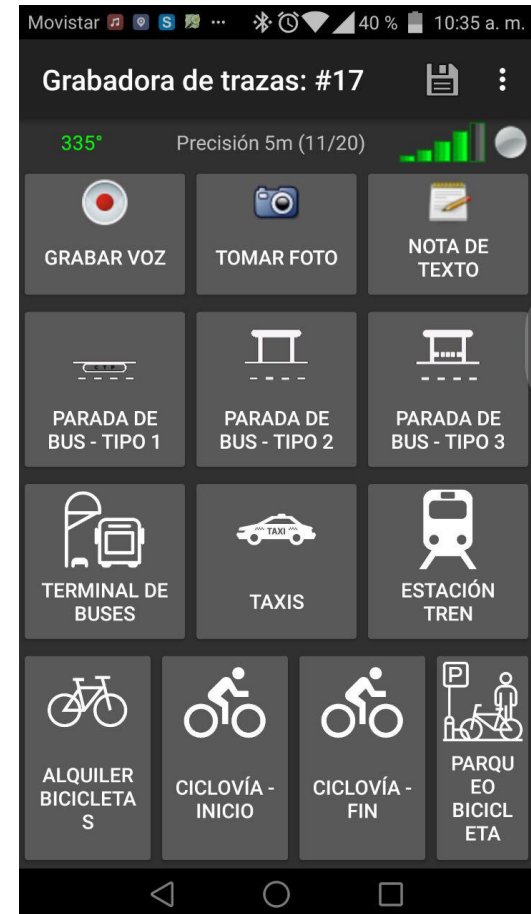 Movistar 40 % 10:35 a. m.
Grabadora de trazas: #17
335° Precisión 5m (11/20)
GRABAR VOZ
TOMAR FOTO
NOTA DE
TEXTO
PARADA DE
BUS - TIPO 1
PARADA DE
BUS - TIPO 2
PARADA DE
BUS - TIPO 3
TERMINAL DE
BUSES
TAXI
TAXIS
ESTACIÓN
TREN
ALQUILER
BICICLETA
S
CICLOVÍA -
INICIO
CICLOVÍA -
FIN
P
PARQU
EO
BICICL
ETA